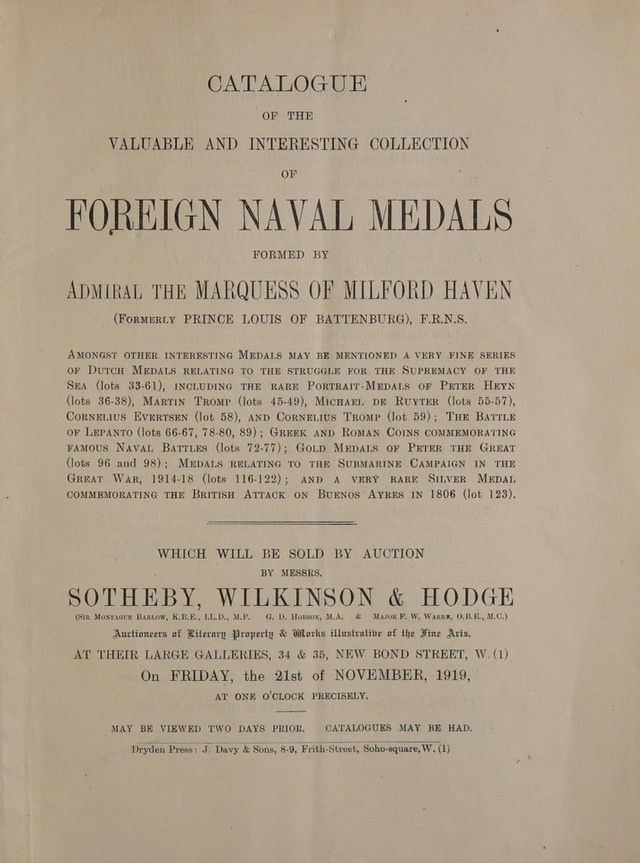 CATALOGUE
OF THE
VALUABLE AND INTERESTING COLLECTION
OF
FOREIGN NAVAL MEDALS
FORMED BY
ADMIRAL THE MARQUESS OF MILFORD HAVEN
(FORMERLY PRINCE LOUIS OF BATTENBURG), F.R.N.S.
AMONGST OTHER INTERESTING MEDALS MAY BE MENTIONED A VERY FINE SERIES
OF DUTCH MEDALS RELATING TO THE STRUGGLE FOR THE SUPREMACY OF THE
SEA (lots 33-61), INCLUDING THE RARE PORTRAIT-MEDALS OF PETER HEYN
(lots 36-38), MARTIN TROMP (lots 45-49), MICHAEL DE RUYTER (lots 55-57),
CORNELIUS EVERTSEN (lot 58), AND CORNELIUS TROMP (lot 59); THE BATTLE
OF LEPANTO (lots 66-67, 78-80, 89); GREEK AND ROMAN COINS COMMEMORATING
FAMOUS NAVAL BATTLES (lots 72-77); GOLD MEDALS OF PETER THE GREAT
(lots 96 and 98); MEDALS RELATING TO THE SUBMARINE CAMPAIGN IN THE
GREAT WAR, 1914-18 (lots 116-122); AND A VERY RARE SILVER MEDAL
COMMEMORATING THE BRITISH ATTACK ON BUENOS AYRES IN 1806 (lot 123).
WHICH WILL BE SOLD BY AUCTION
BY MESSRS.
SOTHEBY, WILKINSON & HODGE
(SIR MONTAGUE BARLOW, K.B.E., LL.D., M.P. G. D. HOBSON, M.A. & MAJOR F. W. WARRE, O.B.E., M.C.)
Auctioneers of Literary Property & Works illustrative of the Fine Arts,
AT THEIR LARGE GALLERIES, 34 & 35, NEW BOND STREET, W.(1)
On FRIDAY, the 21st of NOVEMBER, 1919,
AT ONE O'CLOCK PRECISELY.
MAY BE VIEWED TWO DAYS PRIOR. CATALOGUES MAY BE HAD.
Dryden Press: J. Davy & Sons, 8-9, Frith-Street, Soho-square, W. (1)